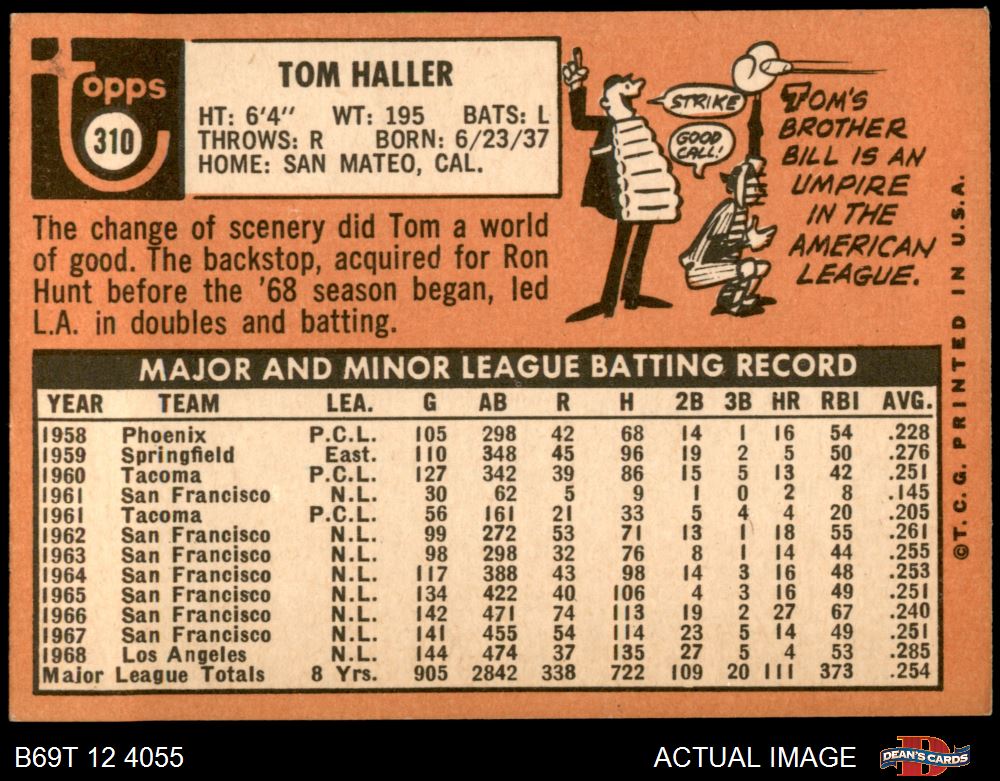 Topps
310
TOM HALLER
HT: 6'4" WT: 195 BATS: L
THROWS: R BORN: 6/23/37
HOME: SAN MATEO, CAL.
STRIKE
GOOD
CALL!
TOM'S
BROTHER
BILL IS AN
UMPIRE
IN THE
AMERICAN
LEAGUE.
The change of scenery did Tom a world
of good. The backstop, acquired for Ron
Hunt before the '68 season began, led
L.A. in doubles and batting.
MAJOR AND MINOR LEAGUE BATTING RECORD
YEAR TEAM LEA. G AB R H 2B 3B HR RBI AVG.
1958 Phoenix P.C.L. 105 298 42 68 14 1 16 54 .228
1959 Springfield East. 110 348 45 96 19 2 5 50 .276
1960 Tacoma P.C.L. 127 342 39 86 15 5 13 42 .251
1961 San Francisco N.L. 30 62 5 9 1 0 2 8 .145
1961 Tacoma P.C.L. 56 161 21 33 5 4 4 20 .205
1962 San Francisco N.L. 99 272 53 71 13 1 18 55 .261
1963 San Francisco N.L. 98 298 32 76 8 1 14 44 .255
1964 San Francisco N.L. 117 388 43 98 14 3 16 48 .253
1965 San Francisco N.L. 134 422 40 106 4 3 16 49 .251
1966 San Francisco N.L. 142 471 74 113 19 2 27 67 .240
1967 San Francisco N.L. 141 455 54 114 23 5 14 49 .251
1968 Los Angeles N.L. 144 474 37 135 27 5 4 53 .285
Major League Totals 8 Yrs. 905 2842 338 722 109 20 111 373 .254
©T.C.G. PRINTED IN U.S.A.
B69T 12 4055
ACTUAL IMAGE
DEAN'S CARDS